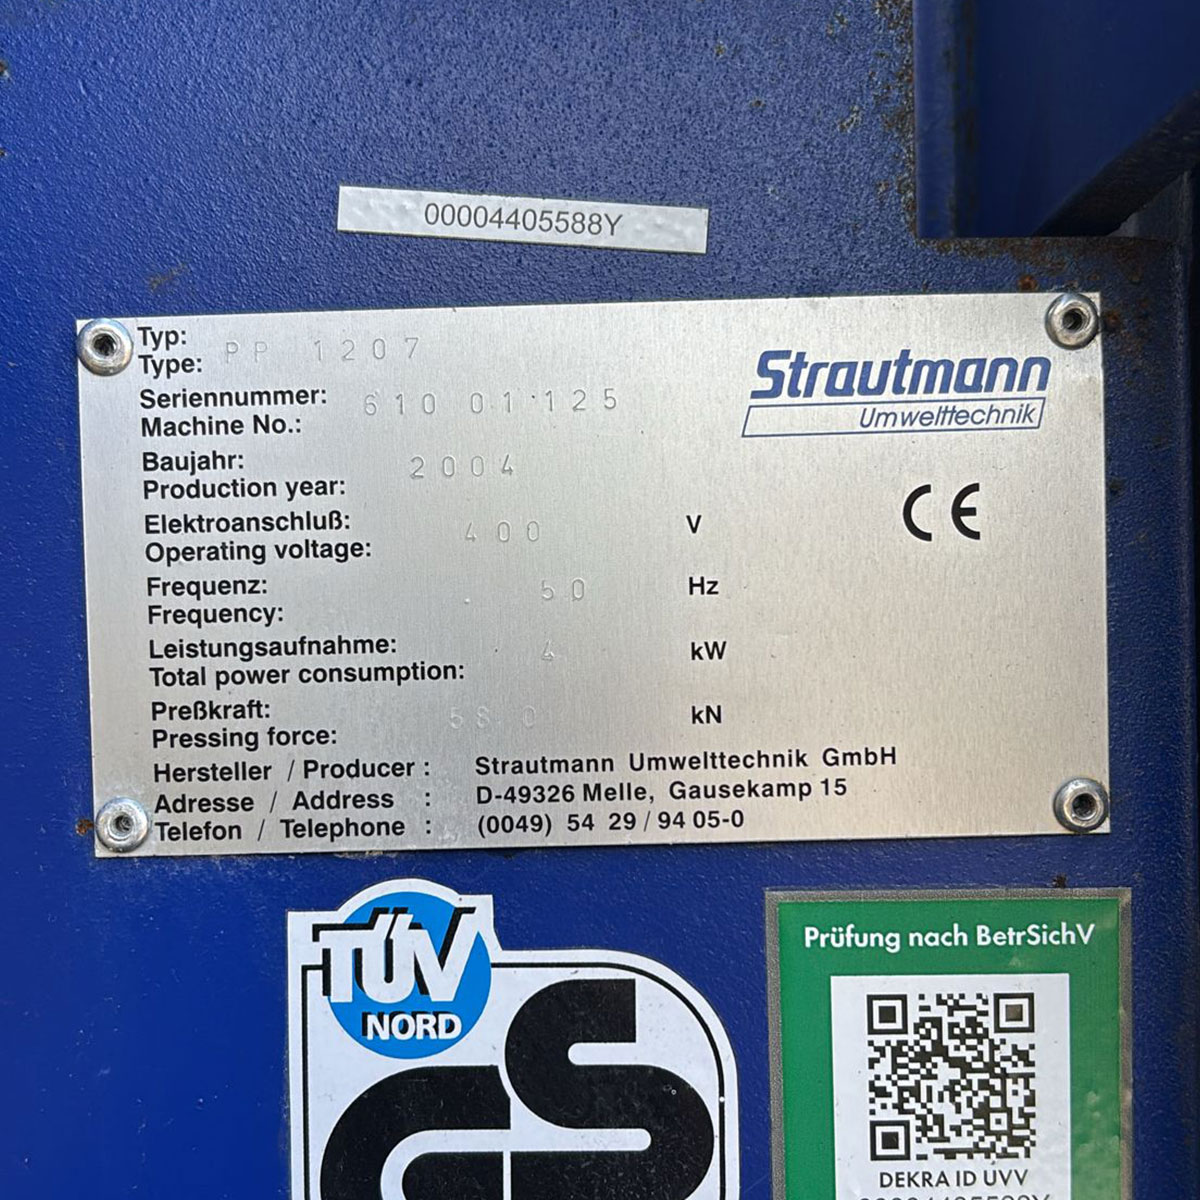 00004405588Y
Typ:
Type: PP 1207
Strautmann
Umwelttechnik
Seriennummer: 610 01 125
Machine No.:
Baujahr: 2004
Production year:
CE
Elektroanschluß: 400 V
Operating voltage:
Frequenz: 50 Hz
Frequency:
Leistungsaufnahme: 4 kW
Total power consumption:
Preßkraft: kN
Pressing force:
Hersteller / Producer : Strautmann Umwelttechnik GmbH
Adresse / Address : D-49326 Melle, Gausekamp 15
Telefon / Telephone : (0049) 54 29 / 94 05-0
TÜV
NORD
GS
Prüfung nach BetrSichV
DEKRA ID UVV